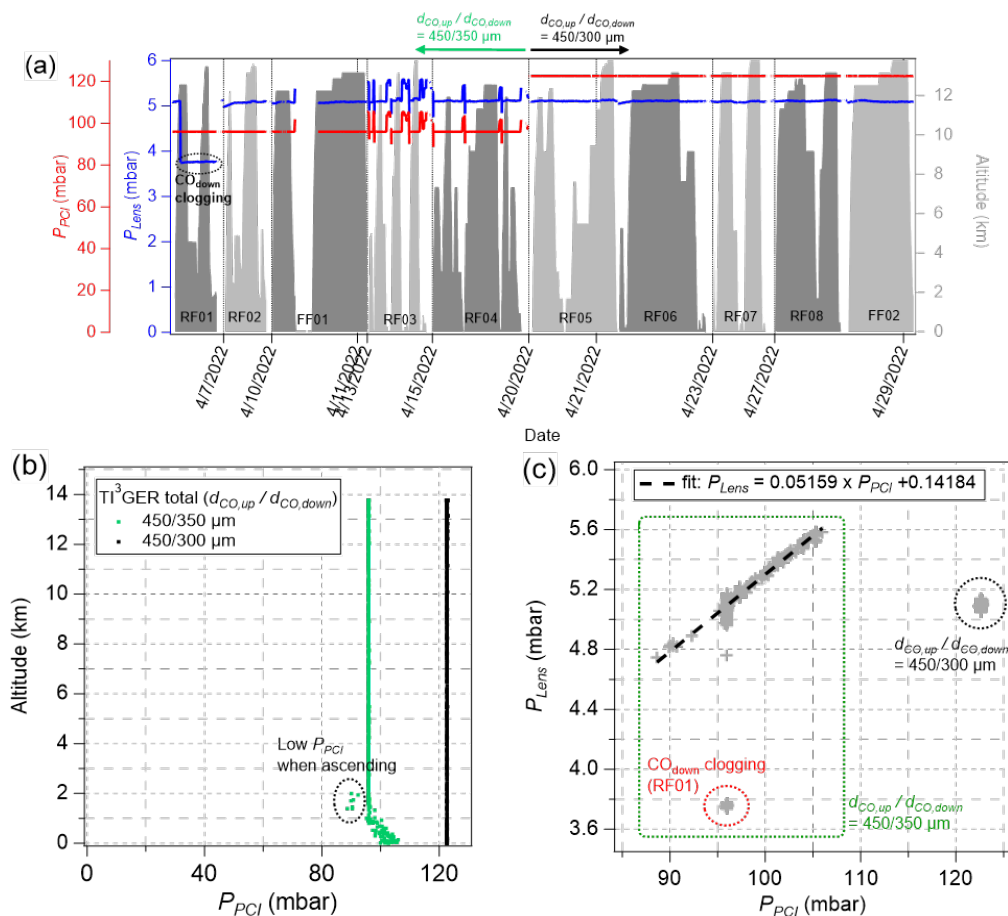 d_CO,up / d_CO,down
= 450/350 µm
d_CO,up / d_CO,down
= 450/300 µm
(a)
P_PCI (mbar)
120
100
80
60
40
20
0
P_Lens (mbar)
6
5
4
3
2
1
0
CO_down
clogging
RF01
RF02
FF01
RF03
RF04
RF05
RF06
RF07
RF08
FF02
12
10
8
6
4
2
0
Altitude (km)
4/7/2022
4/10/2022
4/11/2022
4/13/2022
4/15/2022
4/20/2022
4/21/2022
4/23/2022
4/27/2022
4/29/2022
Date
(b)
Altitude (km)
14
12
10
8
6
4
2
0
TI³GER total (d_CO,up / d_CO,down)
450/350 µm
450/300 µm
Low P_PCI
when ascending
0
40
80
120
P_PCI (mbar)
(c)
P_Lens (mbar)
6.0
5.6
5.2
4.8
4.4
4.0
3.6
fit: P_Lens = 0.05159 x P_PCI +0.14184
d_CO,up / d_CO,down
= 450/300 µm
CO_down clogging
(RF01)
d_CO,up / d_CO,down
= 450/350 µm
90
100
110
120
P_PCI (mbar)